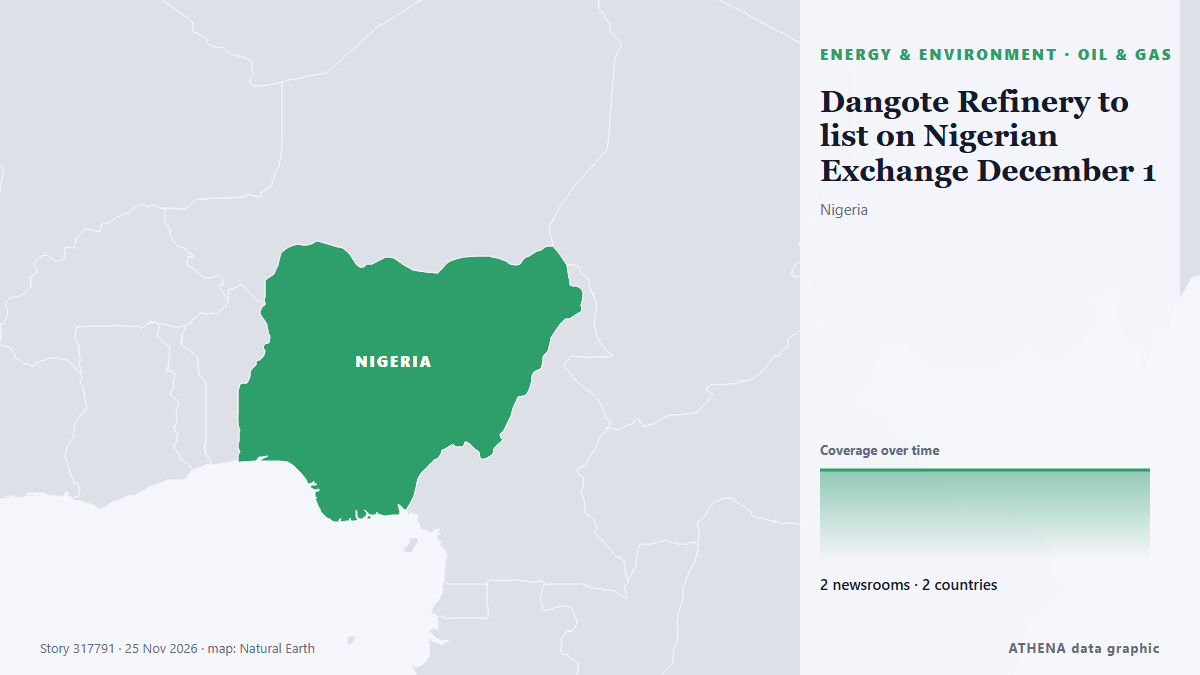 ENERGY & ENVIRONMENT · OIL & GAS
Dangote Refinery to
list on Nigerian
Exchange December 1
Nigeria
NIGERIA
Coverage over time
2 newsrooms · 2 countries
Story 317791 · 25 Nov 2026 · map: Natural Earth
ATHENA data graphic